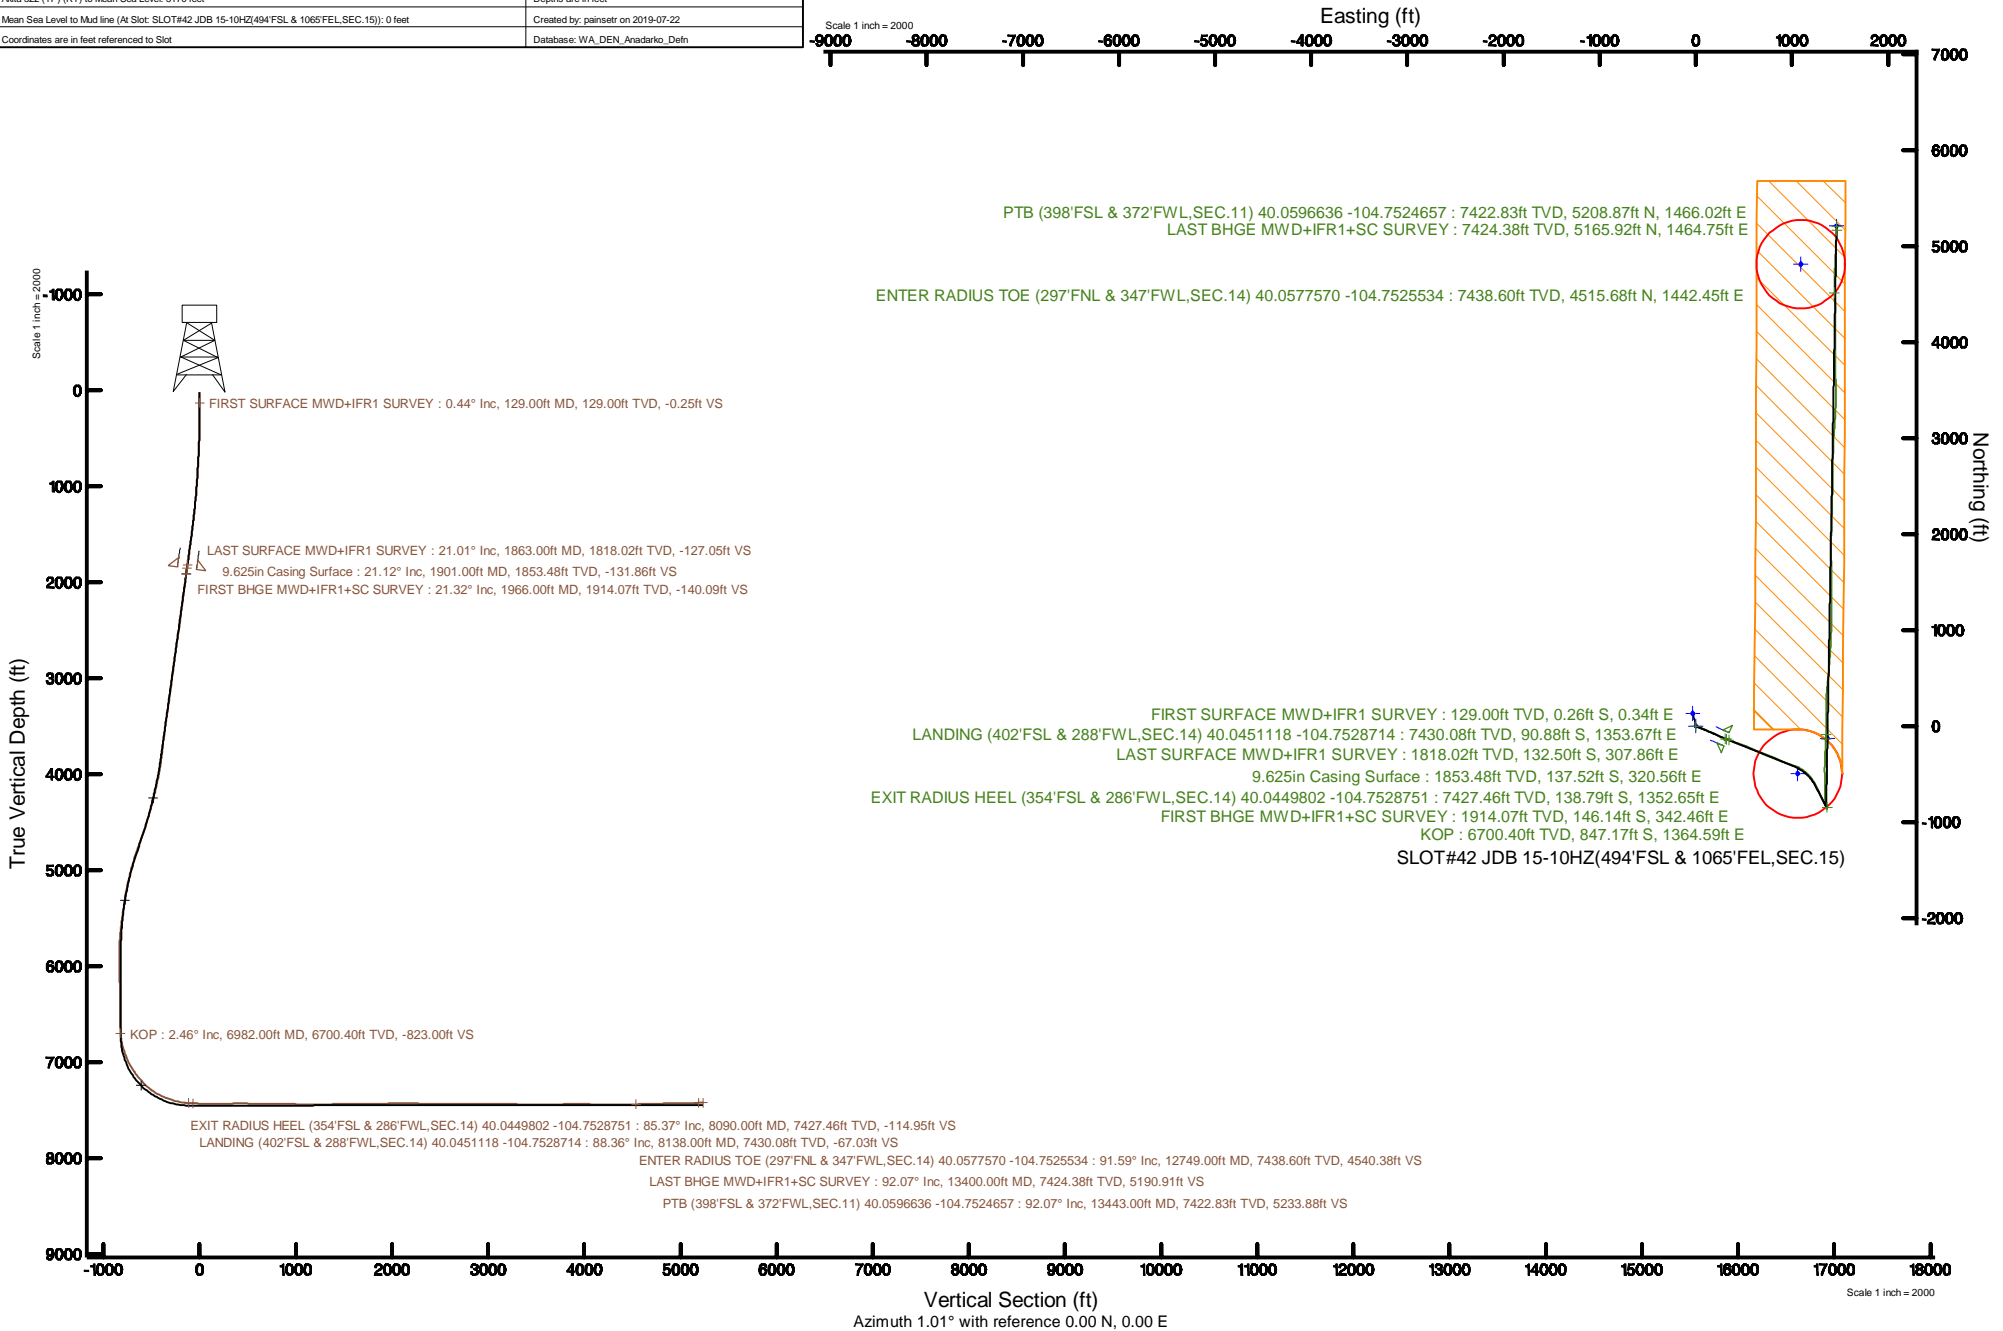 Mean Sea Level to Mud line (At Slot: SLOT#42 JDB 15-10HZ(494'FSL & 1065'FEL,SEC.15)): 0 feet
Created by: painsetr on 2019-07-22
Coordinates are in feet referenced to Slot
Database: WA_DEN_Anadarko_Defn
Easting (ft)
Scale 1 inch = 2000
-9000 -8000 -7000 -6000 -5000 -4000 -3000 -2000 -1000 0 1000 2000
7000
6000
5000
4000
3000
2000
1000
0
-1000
-2000
Northing (ft)
PTB (398'FSL & 372'FWL,SEC.11) 40.0596636 -104.7524657 : 7422.83ft TVD, 5208.87ft N, 1466.02ft E
LAST BHGE MWD+IFR1+SC SURVEY : 7424.38ft TVD, 5165.92ft N, 1464.75ft E
ENTER RADIUS TOE (297'FNL & 347'FWL,SEC.14) 40.0577570 -104.7525534 : 7438.60ft TVD, 4515.68ft N, 1442.45ft E
FIRST SURFACE MWD+IFR1 SURVEY : 129.00ft TVD, 0.26ft S, 0.34ft E
LANDING (402'FSL & 288'FWL,SEC.14) 40.0451118 -104.7528714 : 7430.08ft TVD, 90.88ft S, 1353.67ft E
LAST SURFACE MWD+IFR1 SURVEY : 1818.02ft TVD, 132.50ft S, 307.86ft E
9.625in Casing Surface : 1853.48ft TVD, 137.52ft S, 320.56ft E
EXIT RADIUS HEEL (354'FSL & 286'FWL,SEC.14) 40.0449802 -104.7528751 : 7427.46ft TVD, 138.79ft S, 1352.65ft E
FIRST BHGE MWD+IFR1+SC SURVEY : 1914.07ft TVD, 146.14ft S, 342.46ft E
KOP : 6700.40ft TVD, 847.17ft S, 1364.59ft E
SLOT#42 JDB 15-10HZ(494'FSL & 1065'FEL,SEC.15)
Scale 1 inch = 2000
-1000
0
1000
2000
3000
4000
5000
6000
7000
8000
9000
True Vertical Depth (ft)
FIRST SURFACE MWD+IFR1 SURVEY : 0.44° Inc, 129.00ft MD, 129.00ft TVD, -0.25ft VS
LAST SURFACE MWD+IFR1 SURVEY : 21.01° Inc, 1863.00ft MD, 1818.02ft TVD, -127.05ft VS
9.625in Casing Surface : 21.12° Inc, 1901.00ft MD, 1853.48ft TVD, -131.86ft VS
FIRST BHGE MWD+IFR1+SC SURVEY : 21.32° Inc, 1966.00ft MD, 1914.07ft TVD, -140.09ft VS
KOP : 2.46° Inc, 6982.00ft MD, 6700.40ft TVD, -823.00ft VS
EXIT RADIUS HEEL (354'FSL & 286'FWL,SEC.14) 40.0449802 -104.7528751 : 85.37° Inc, 8090.00ft MD, 7427.46ft TVD, -114.95ft VS
LANDING (402'FSL & 288'FWL,SEC.14) 40.0451118 -104.7528714 : 88.36° Inc, 8138.00ft MD, 7430.08ft TVD, -67.03ft VS
ENTER RADIUS TOE (297'FNL & 347'FWL,SEC.14) 40.0577570 -104.7525534 : 91.59° Inc, 12749.00ft MD, 7438.60ft TVD, 4540.38ft VS
LAST BHGE MWD+IFR1+SC SURVEY : 92.07° Inc, 13400.00ft MD, 7424.38ft TVD, 5190.91ft VS
PTB (398'FSL & 372'FWL,SEC.11) 40.0596636 -104.7524657 : 92.07° Inc, 13443.00ft MD, 7422.83ft TVD, 5233.88ft VS
-1000 0 1000 2000 3000 4000 5000 6000 7000 8000 9000 10000 11000 12000 13000 14000 15000 16000 17000 18000
Vertical Section (ft)
Scale 1 inch = 2000
Azimuth 1.01° with reference 0.00 N, 0.00 E